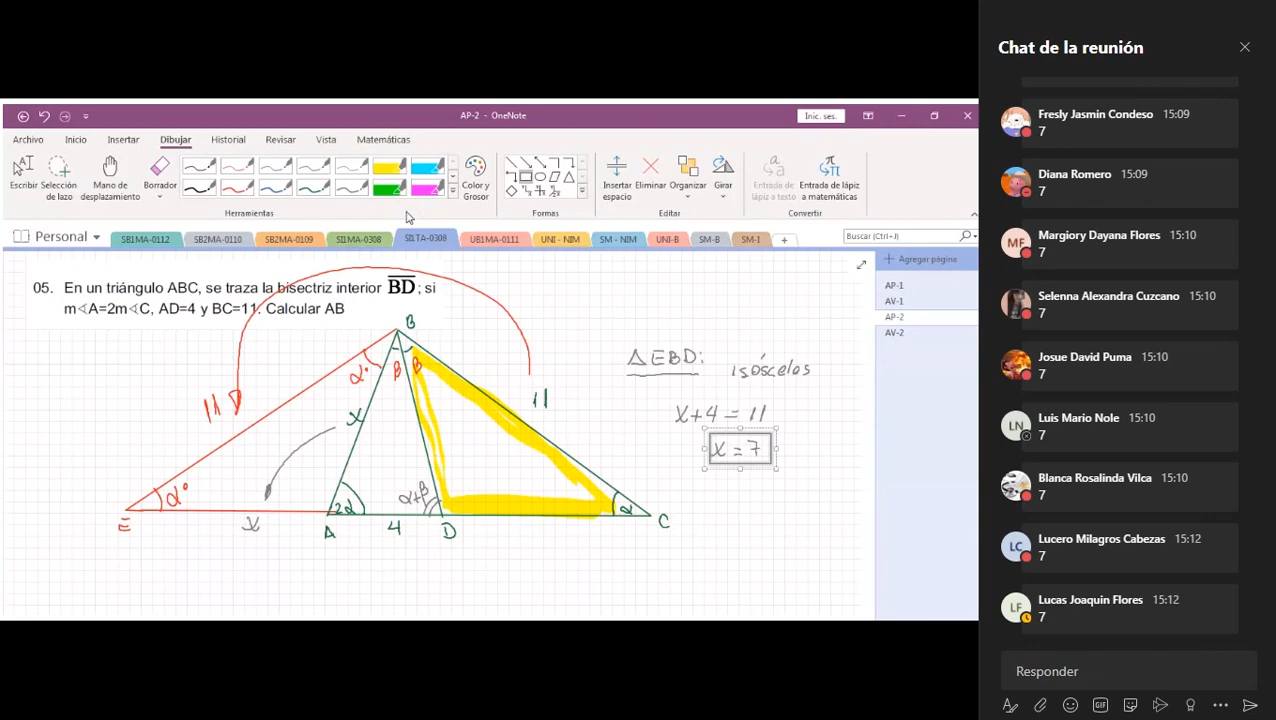 Chat de la reunión
AP-2 - OneNote
Inic. ses.
Archivo
Inicio
Insertar
Dibujar
Historial
Revisar
Vista
Matemáticas
Escribir
Selección de lazo
Mano de desplazamiento
Borrador
Color y Grosor
Insertar espacio
Eliminar
Organizar
Girar
Entrada de lápiz a texto
Entrada de lápiz a matemáticas
Herramientas
Formas
Editar
Convertir
Personal
SB1MA-0112
SB2MA-0110
SB2MA-0109
SI1MA-0308
SI1TA-0308
UB1MA-0111
UNI - NIM
SM - NIM
UNI-B
SM-B
SM-I
Buscar (Ctrl+J)
Agregar página
AP-1
AV-1
AP-2
AV-2
05. En un triángulo ABC, se traza la bisectriz interior BD; si
m∢A=2m∢C, AD=4 y BC=11. Calcular AB
B
α°
β
β
11
x
11
α°
2α
α+β
α
E
x
A
4
D
C
△EBD: isósceles
x+4 = 11
x = 7
Fresly Jasmin Condeso 15:09
7
Diana Romero 15:09
7
MF
Margiory Dayana Flores 15:10
7
Selenna Alexandra Cuzcano 15:10
7
Josue David Puma 15:10
7
LN
Luis Mario Nole 15:10
7
Blanca Rosalinda Vilca 15:10
7
LC
Lucero Milagros Cabezas 15:12
7
LF
Lucas Joaquin Flores 15:12
7
Responder